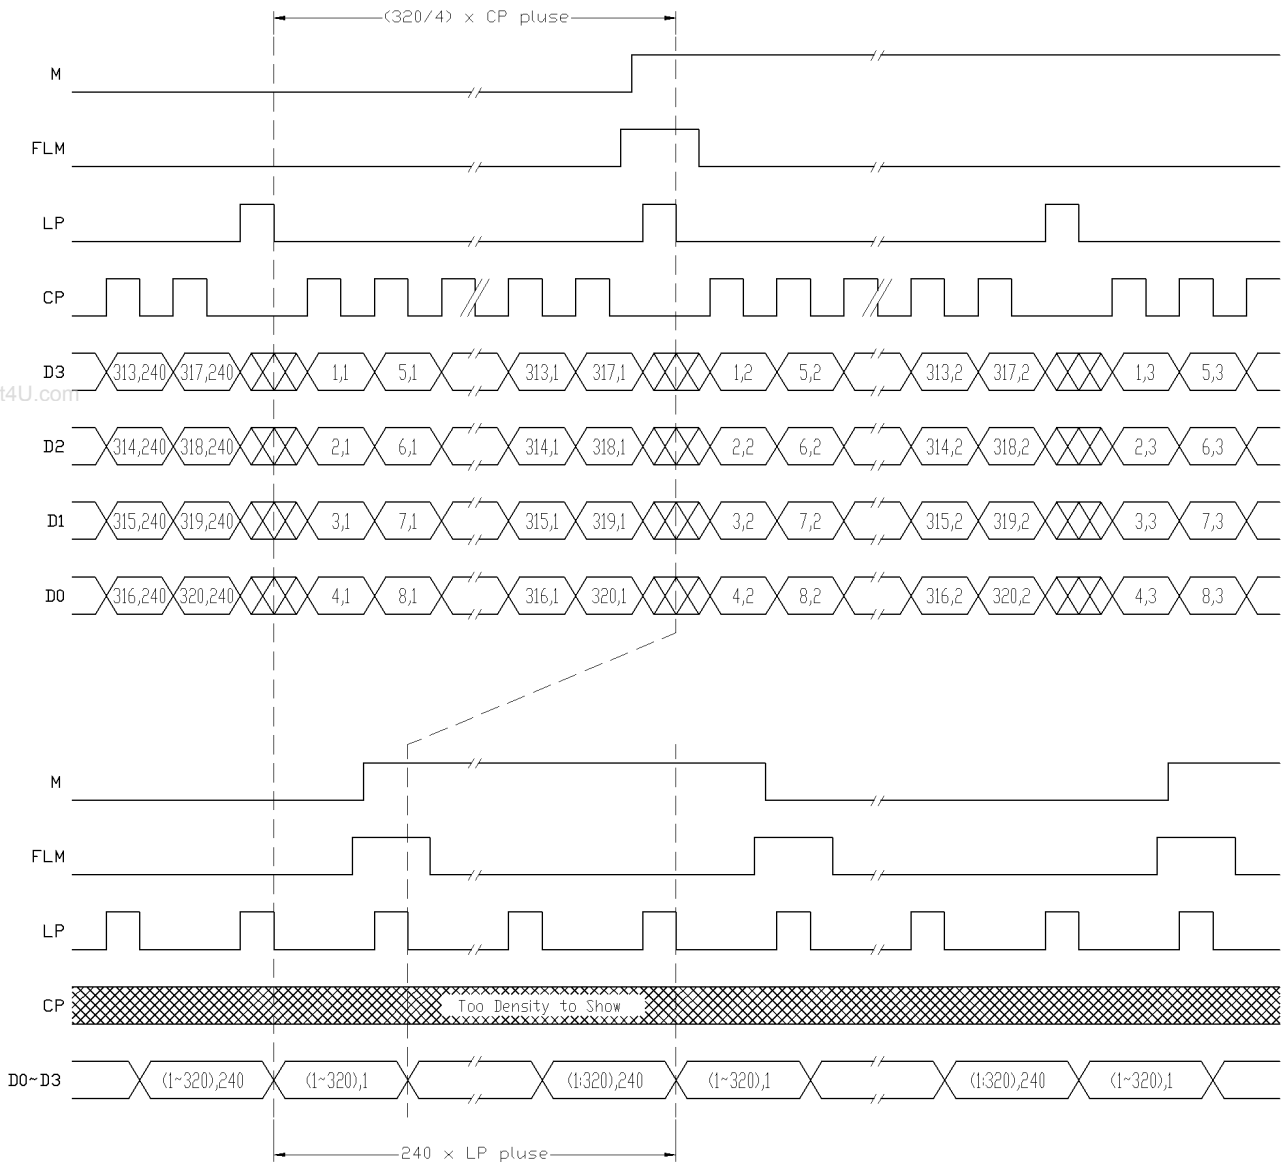 (320/4) x CP pluse
M
FLM
LP
CP
D3 313,240 317,240 1,1 5,1 313,1 317,1 1,2 5,2 313,2 317,2 1,3 5,3
t4U.com
D2 314,240 318,240 2,1 6,1 314,1 318,1 2,2 6,2 314,2 318,2 2,3 6,3
D1 315,240 319,240 3,1 7,1 315,1 319,1 3,2 7,2 315,2 319,2 3,3 7,3
D0 316,240 320,240 4,1 8,1 316,1 320,1 4,2 8,2 316,2 320,2 4,3 8,3
M
FLM
LP
CP Too Density to Show
D0~D3 (1~320),240 (1~320),1 (1:320),240 (1~320),1 (1:320),240 (1~320),1
240 x LP pluse